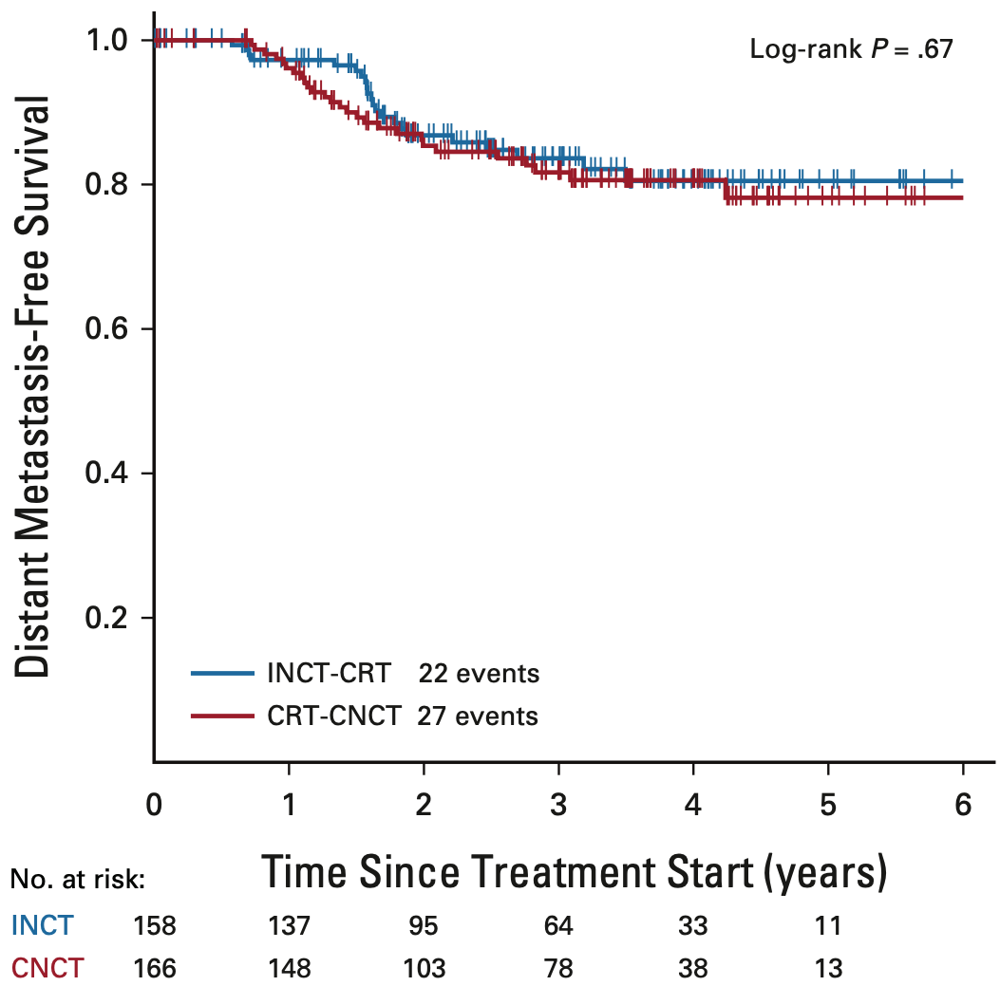 Distant Metastasis-Free Survival
1.0
0.8
0.6
0.4
0.2
Log-rank P = .67
INCT-CRT 22 events
CRT-CNCT 27 events
0 1 2 3 4 5 6
Time Since Treatment Start (years)
No. at risk:
INCT 158 137 95 64 33 11
CNCT 166 148 103 78 38 13